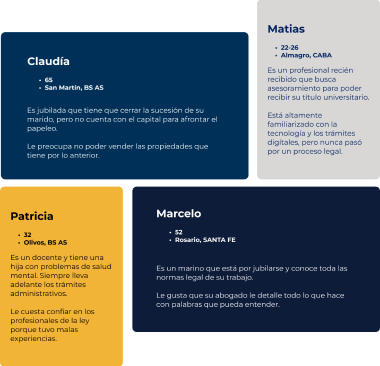 Claudía
• 65
• San Martín, BS AS
Es jubilada que tiene que cerrar la sucesión de su
marido, pero no cuenta con el capital para afrontar el
papeleo.
Le preocupa no poder vender las propiedades que
tiene por lo anterior.
Matias
• 22-26
• Almagro, CABA
Es un profesional recién
recibido que busca
asesoramiento para poder
recibir su título universitario.
Está altamente
familiarizado con la
tecnología y los trámites
digitales, pero nunca pasó
por un proceso legal.
Patricia
• 32
• Olivos, BS AS
Es un docente y tiene una
hija con problemas de salud
mental. Siempre lleva
adelante los trámites
administrativos.
Le cuesta confiar en los
profesionales de la ley
porque tuvo malas
experiencias.
Marcelo
• 52
• Rosario, SANTA FE
Es un marino que está por jubilarse y conoce toda las
normas legal de su trabajo.
Le gusta que su abogado le detalle todo lo que hace
con palabras que pueda entender.